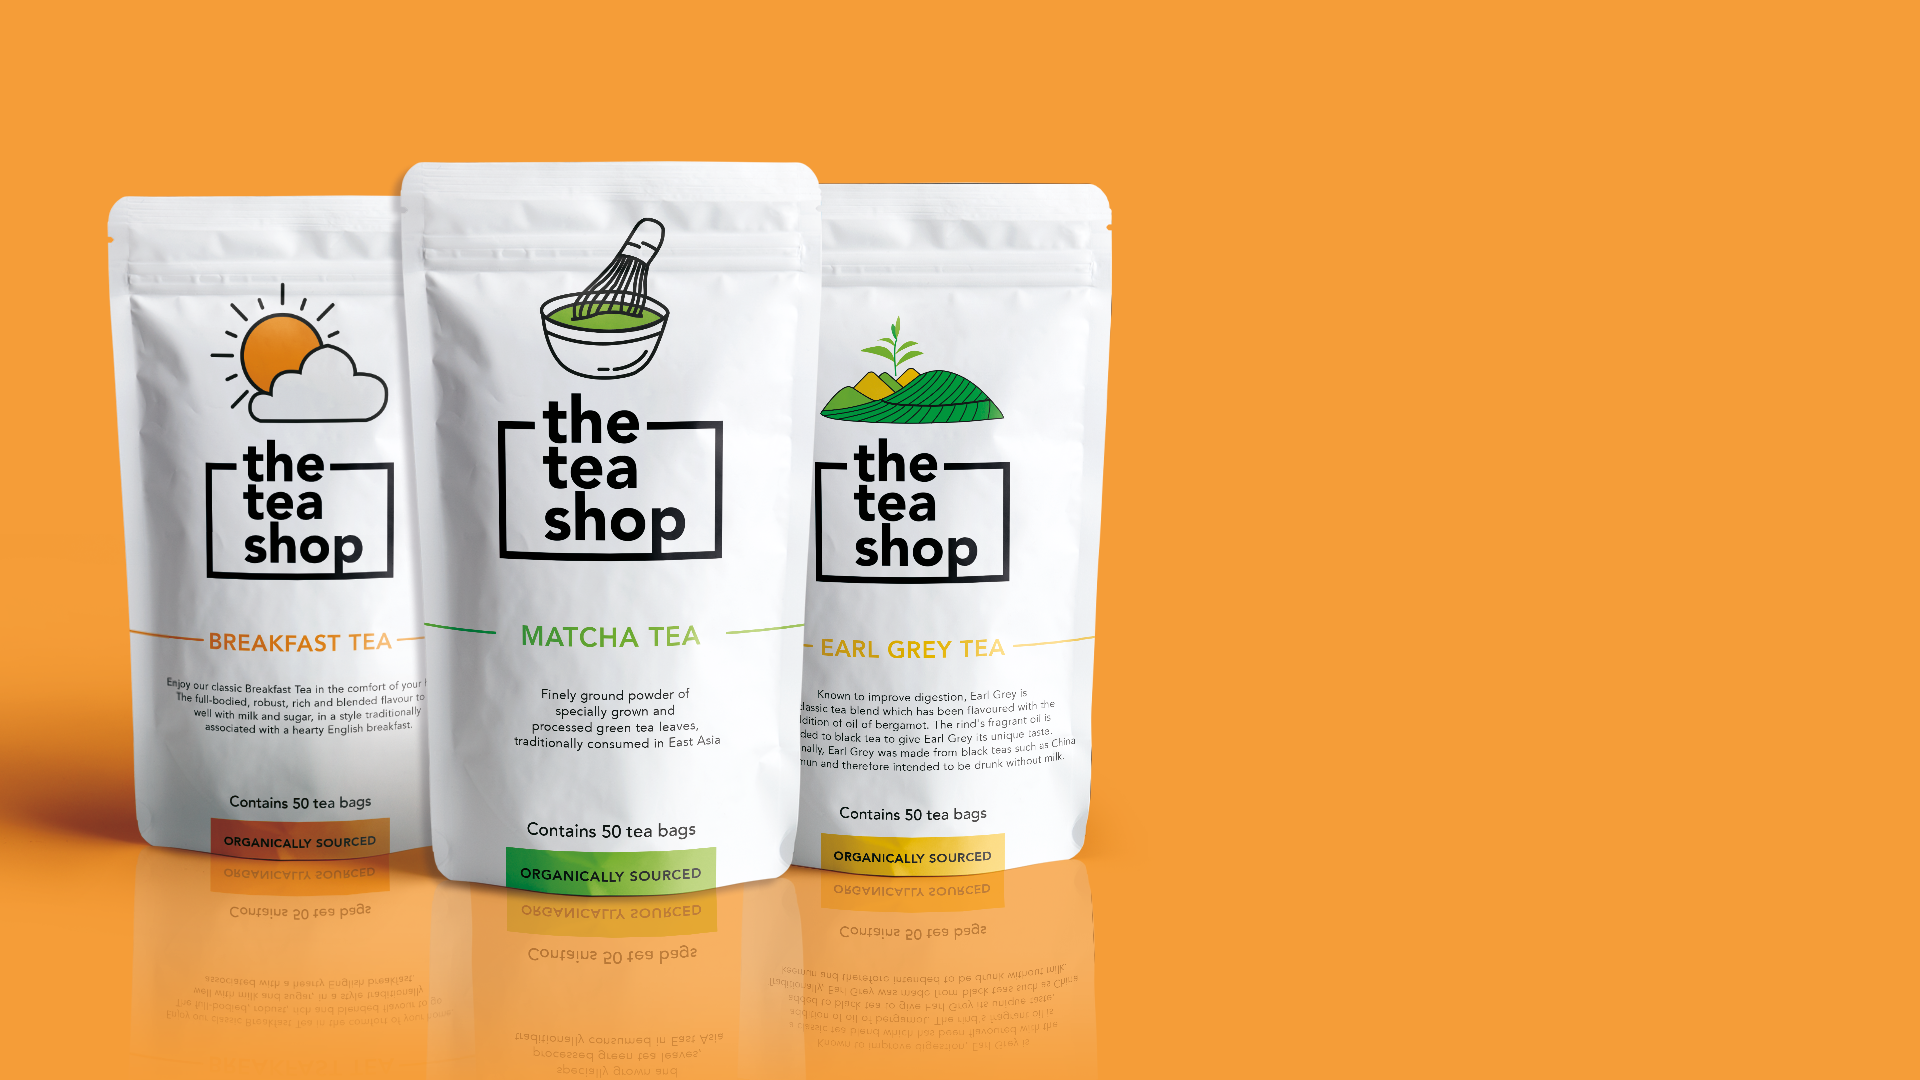 the
tea
shop
BREAKFAST TEA
Enjoy our classic Breakfast Tea in the comfort of your
The full-bodied, robust, rich and blended flavour to
well with milk and sugar, in a style traditionally
associated with a hearty English breakfast.
Contains 50 tea bags
ORGANICALLY SOURCED
the
tea
shop
MATCHA TEA
Finely ground powder of
specially grown and
processed green tea leaves,
traditionally consumed in East Asia
Contains 50 tea bags
ORGANICALLY SOURCED
the
tea
shop
EARL GREY TEA
Known to improve digestion, Earl Grey is
classic tea blend which has been flavoured with the
dition of oil of bergamot. The rind's fragrant oil is
ded to black tea to give Earl Grey its unique taste.
nally, Earl Grey was made from black teas such as China
mun and therefore intended to be drunk without milk.
Contains 50 tea bags
ORGANICALLY SOURCED